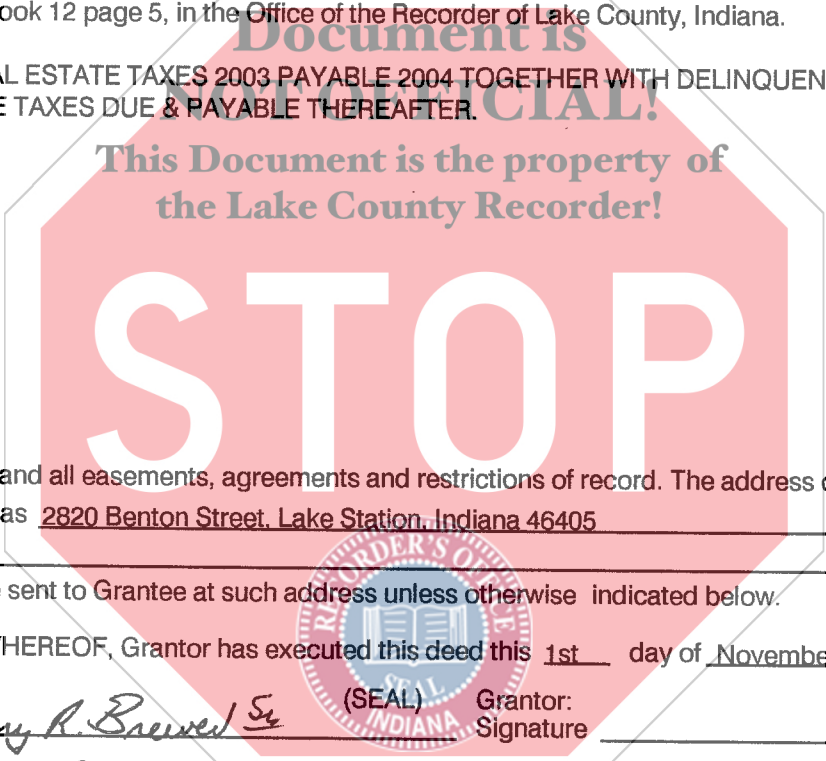 ook 12 page 5, in the Office of the Recorder of Lake County, Indiana.
Document is
AL ESTATE TAXES 2003 PAYABLE 2004 TOGETHER WITH DELINQUEN
E TAXES DUE & PAYABLE THEREAFTER.
NOT OFFICIAL!
This Document is the property of
the Lake County Recorder!
STOP
and all easements, agreements and restrictions of record. The address o
as 2820 Benton Street, Lake Station, Indiana 46405
RECORDER'S OFFICE
sent to Grantee at such address unless otherwise indicated below.
HEREOF, Grantor has executed this deed this 1st day of Novembe
SEAL
(SEAL) Grantor:
R. Brewer Sr Signature
INDIANA